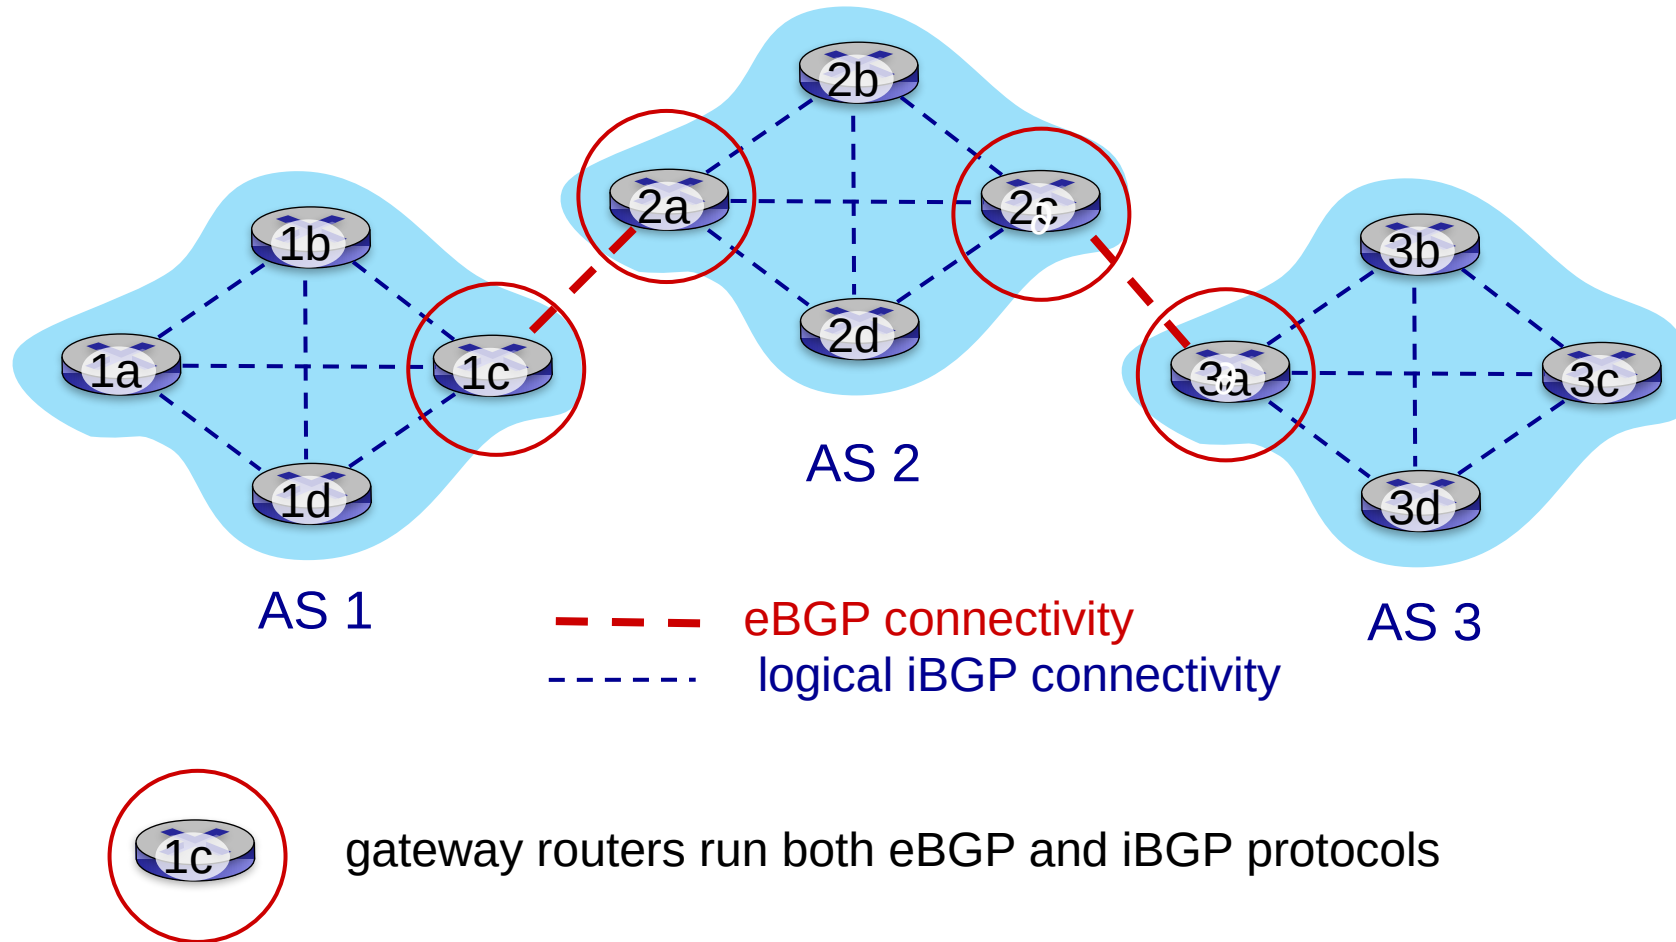 2b
2a
2c
1b
3b
2d
1a
1c
3a
3c
AS 2
1d
3d
AS 1
eBGP connectivity
AS 3
logical iBGP connectivity
1c
gateway routers run both eBGP and iBGP protocols